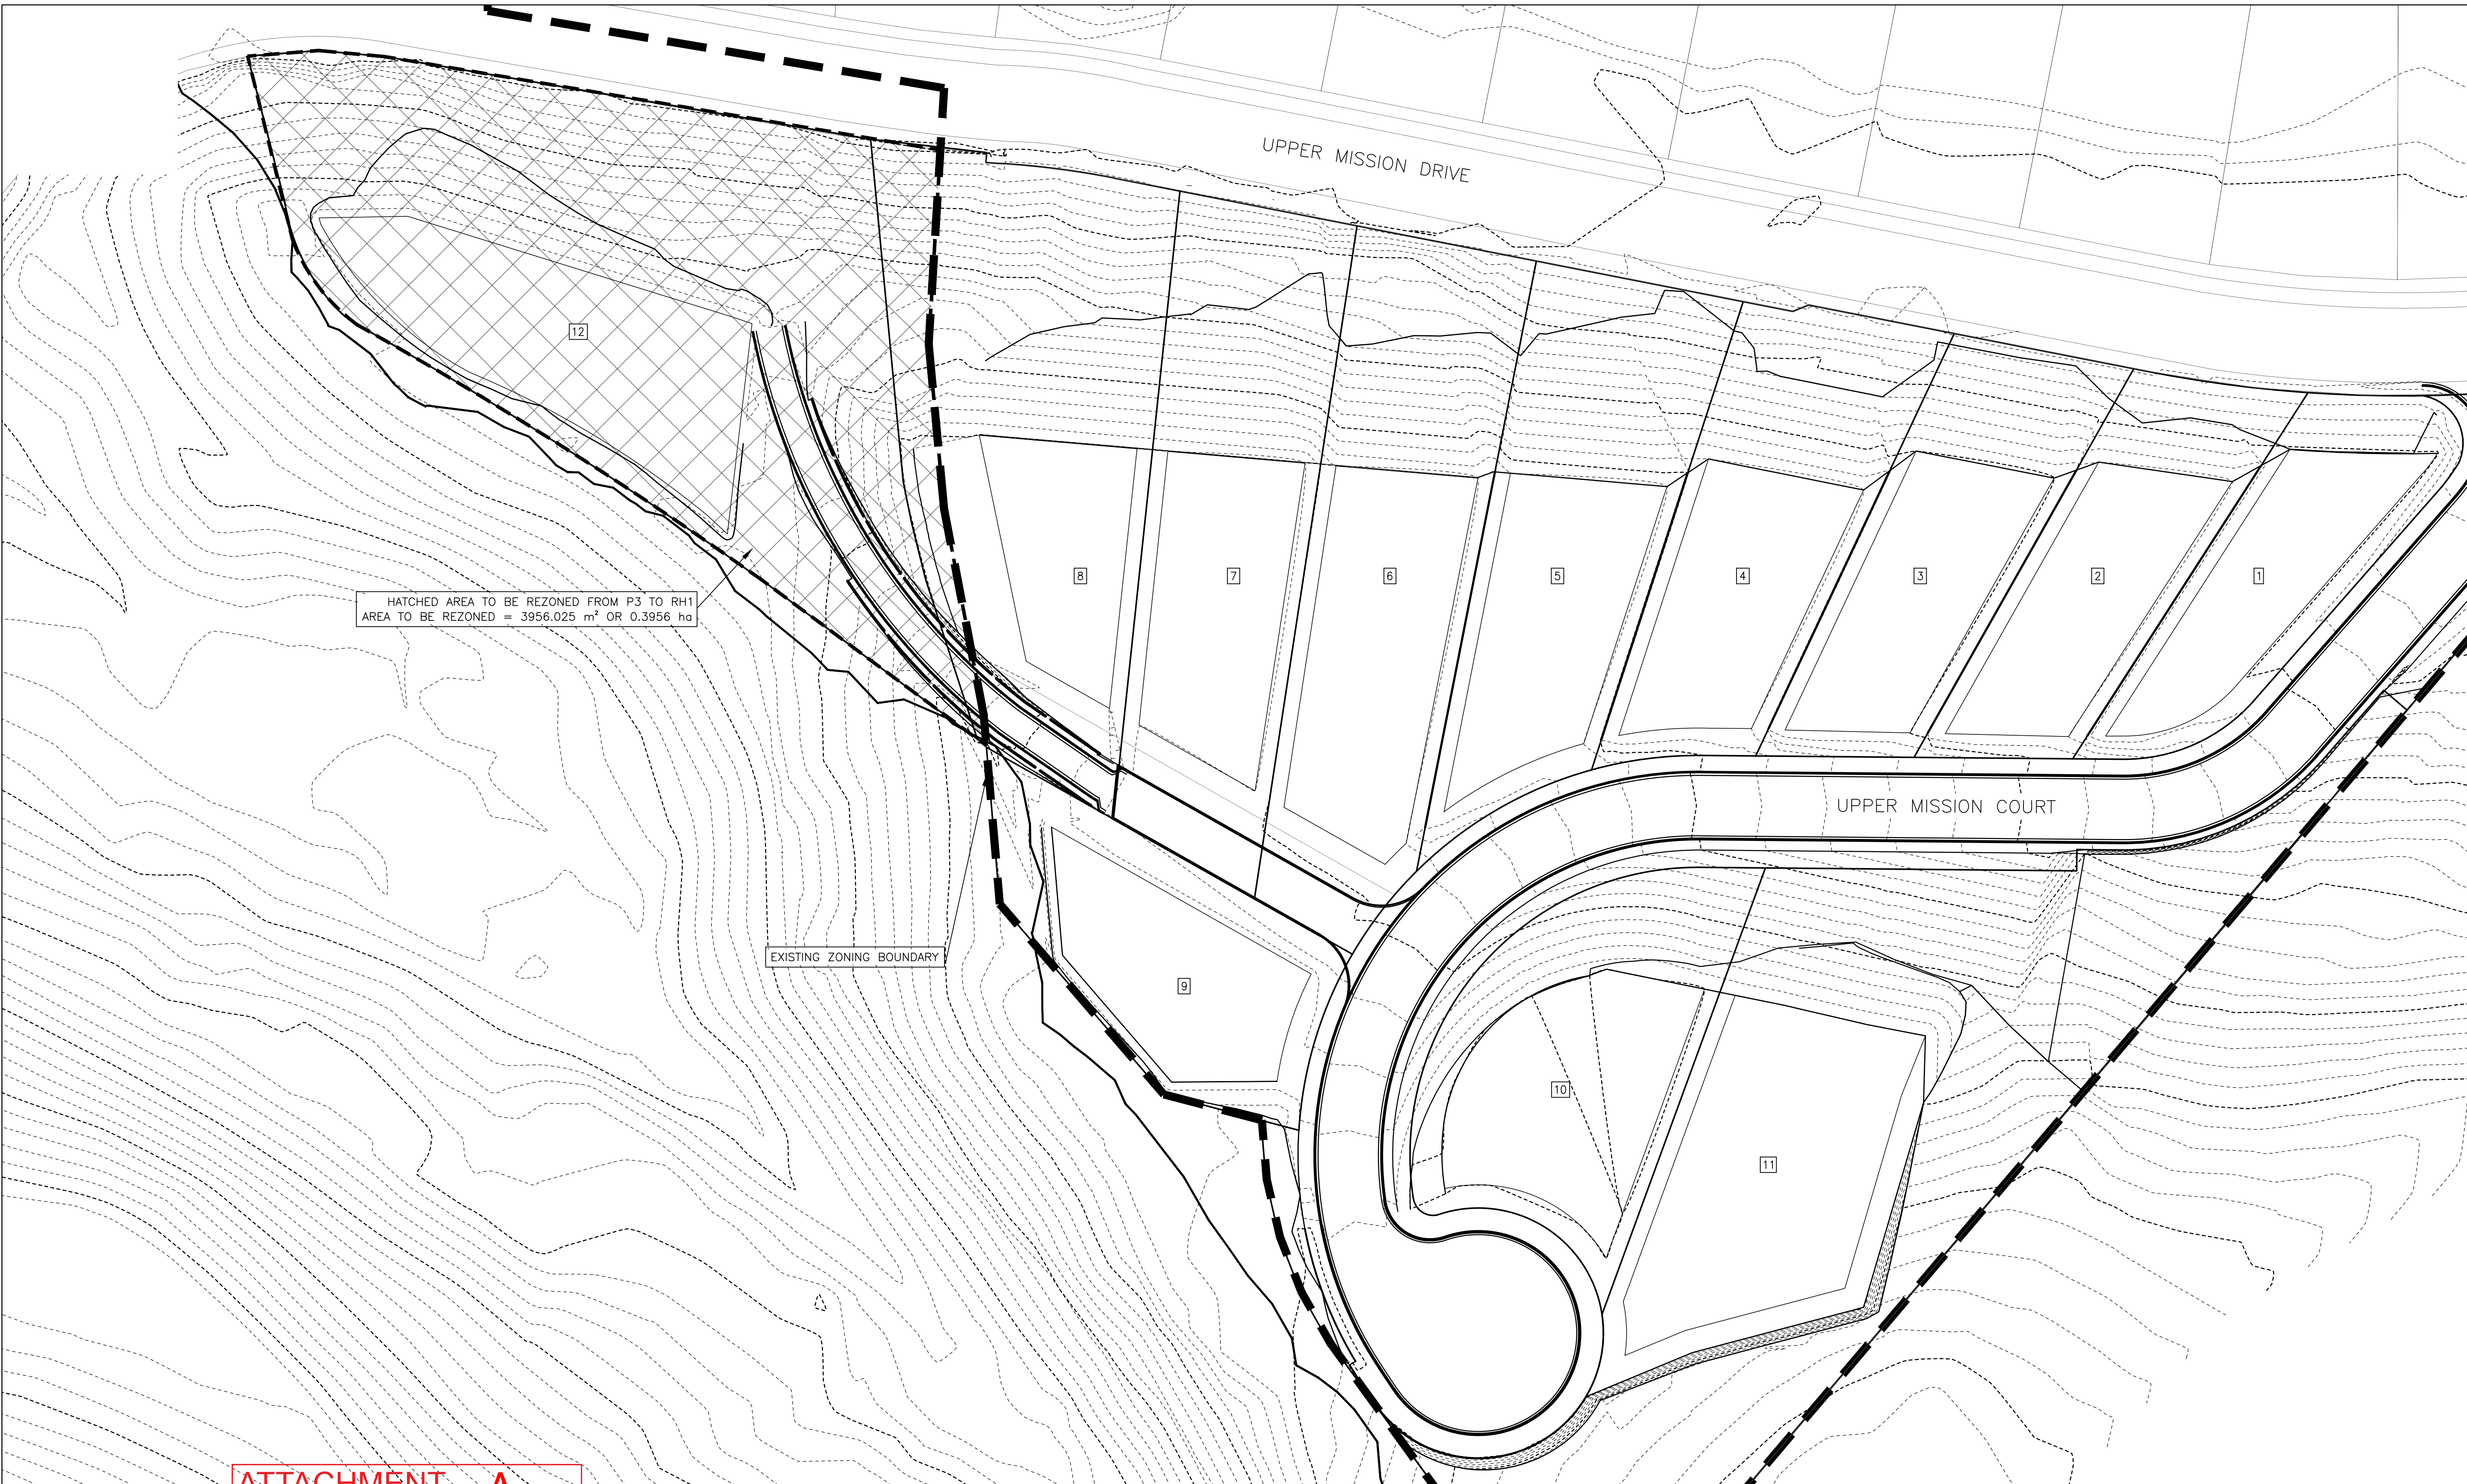 UPPER MISSION DRIVE
12
8
7
6
5
4
3
2
1
HATCHED AREA TO BE REZONED FROM P3 TO RH1
AREA TO BE REZONED = 3956.025 m² OR 0.3956 ha
UPPER MISSION COURT
EXISTING ZONING BOUNDARY
9
10
11
ATTACHMENT A